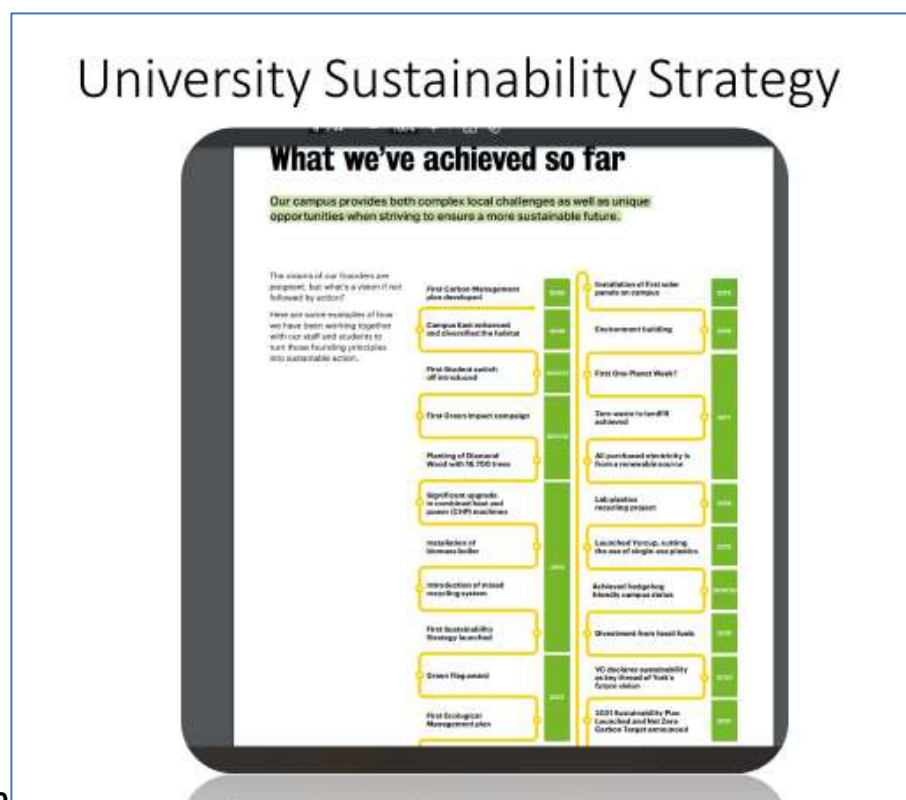 University Sustainability Strategy
What we've achieved so far
Our campus provides both complex local challenges as well as unique
opportunities when striving to ensure a more sustainable future.
The visions of our founders are
poignant, but what's a vision if not
followed by action?
Here are some examples of how
we have been working together
with our staff and students to
turn those founding principles
into sustainable action.
First Carbon Management
plan developed
Campus East enhanced
and diversified the habitat
First Student switch
off introduced
First Green Impact campaign
Planting of Diamond
Wood with 16,700 trees
Significant upgrade
in combined heat and
power (CHP) machines
Installation of
biomass boiler
Introduction of mixed
recycling system
First Sustainability
Strategy launched
Green Flag award
First Ecological
Management plan
Installation of first solar
panels on campus
Environment building
First One Planet Week?
Zero waste to landfill
achieved
All purchased electricity is
from a renewable source
Lab plastics
recycling project
Launched Yorcup, cutting
the use of single-use plastics
Achieved hedgehog
friendly campus status
Divestment from fossil fuels
VC declares sustainability
as key thread of York's
future vision
2021 Sustainability Plan
Launched and Net Zero
Carbon Target announced